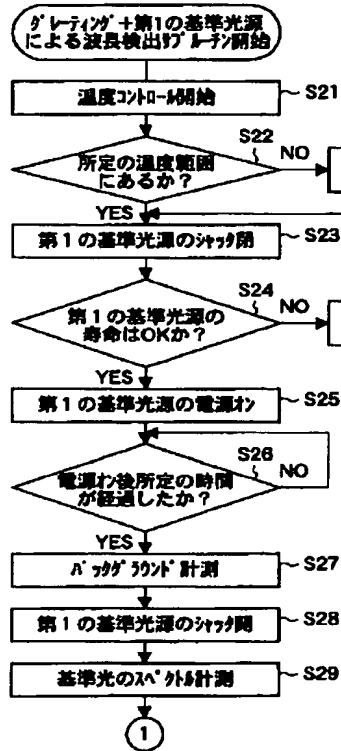 グレーティング+第1の基準光源
による波長検出サブルーチン開始
温度コントロール開始
S21
S22
所定の温度範囲
にあるか?
NO
YES
第1の基準光源のシャッタ閉
S23
S24
第1の基準光源の
寿命はOKか?
NO
YES
第1の基準光源の電源オン
S25
S26
電源オン後所定の時間
が経過したか?
NO
YES
バックグラウンド計測
S27
第1の基準光源のシャッタ開
S28
基準光のスペクトル計測
S29
1